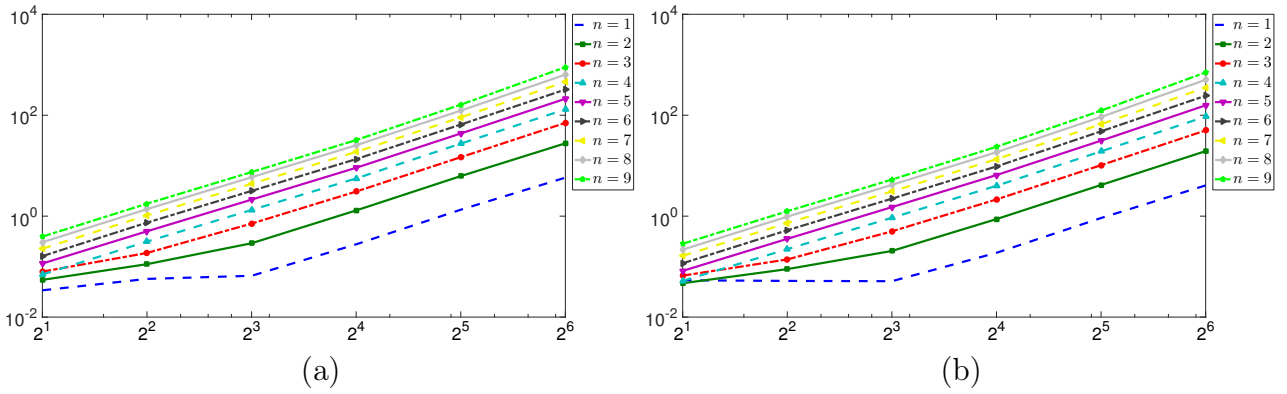 10^4
10^2
10^0
10^-2
2^1 2^2 2^3 2^4 2^5 2^6
n = 1
n = 2
n = 3
n = 4
n = 5
n = 6
n = 7
n = 8
n = 9
(a)
10^4
10^2
10^0
10^-2
2^1 2^2 2^3 2^4 2^5 2^6
n = 1
n = 2
n = 3
n = 4
n = 5
n = 6
n = 7
n = 8
n = 9
(b)